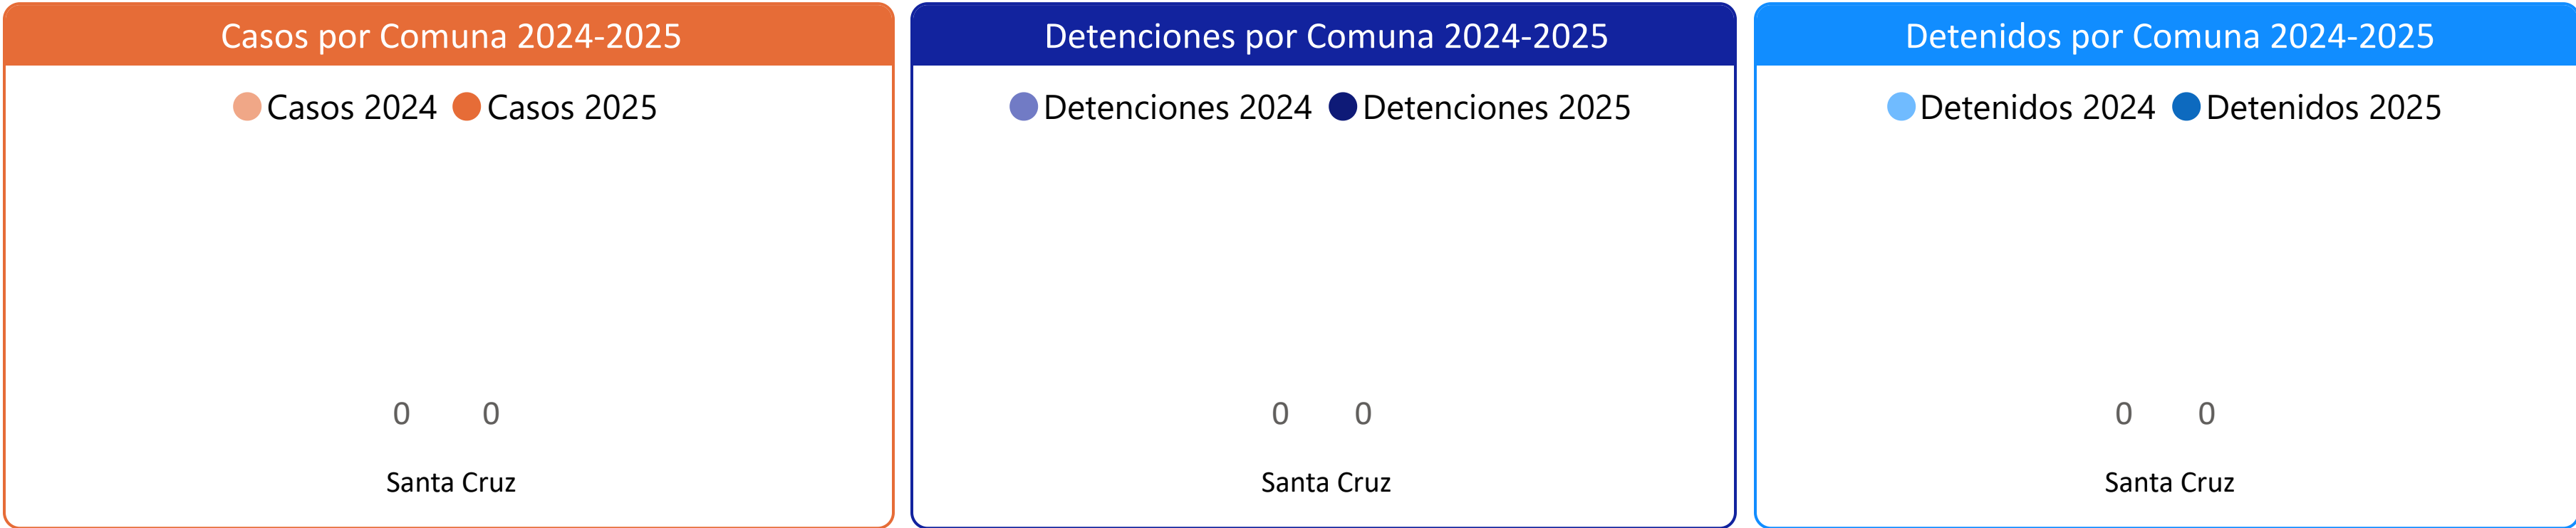 Casos por Comuna 2024-2025
Casos 2024 Casos 2025
0 0
Santa Cruz
Detenciones por Comuna 2024-2025
Detenciones 2024 Detenciones 2025
0 0
Santa Cruz
Detenidos por Comuna 2024-2025
Detenidos 2024 Detenidos 2025
0 0
Santa Cruz